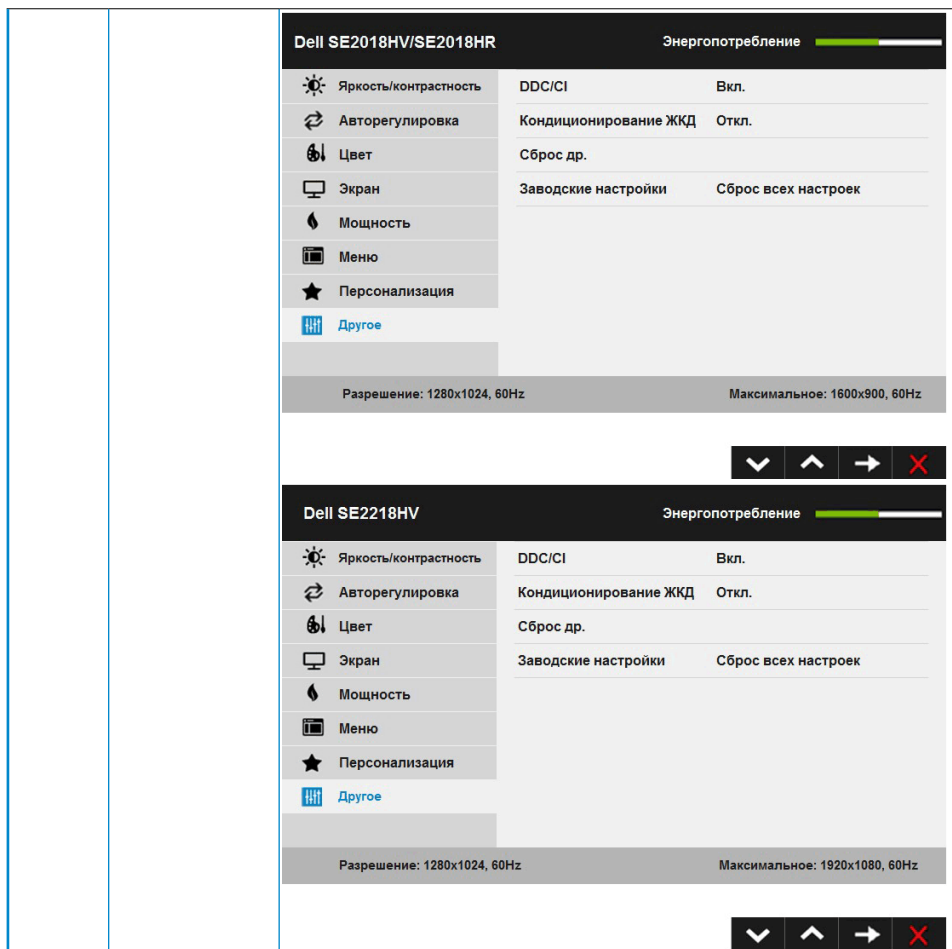 Dell SE2018HV/SE2018HR Энергопотребление
Яркость/контрастность DDC/CI Вкл.
Авторегулировка Кондиционирование ЖКД Откл.
Цвет Сброс др.
Экран Заводские настройки Сброс всех настроек
Мощность
Меню
Персонализация
Другое
Разрешение: 1280x1024, 60Hz Максимальное: 1600x900, 60Hz
Dell SE2218HV Энергопотребление
Яркость/контрастность DDC/CI Вкл.
Авторегулировка Кондиционирование ЖКД Откл.
Цвет Сброс др.
Экран Заводские настройки Сброс всех настроек
Мощность
Меню
Персонализация
Другое
Разрешение: 1280x1024, 60Hz Максимальное: 1920x1080, 60Hz